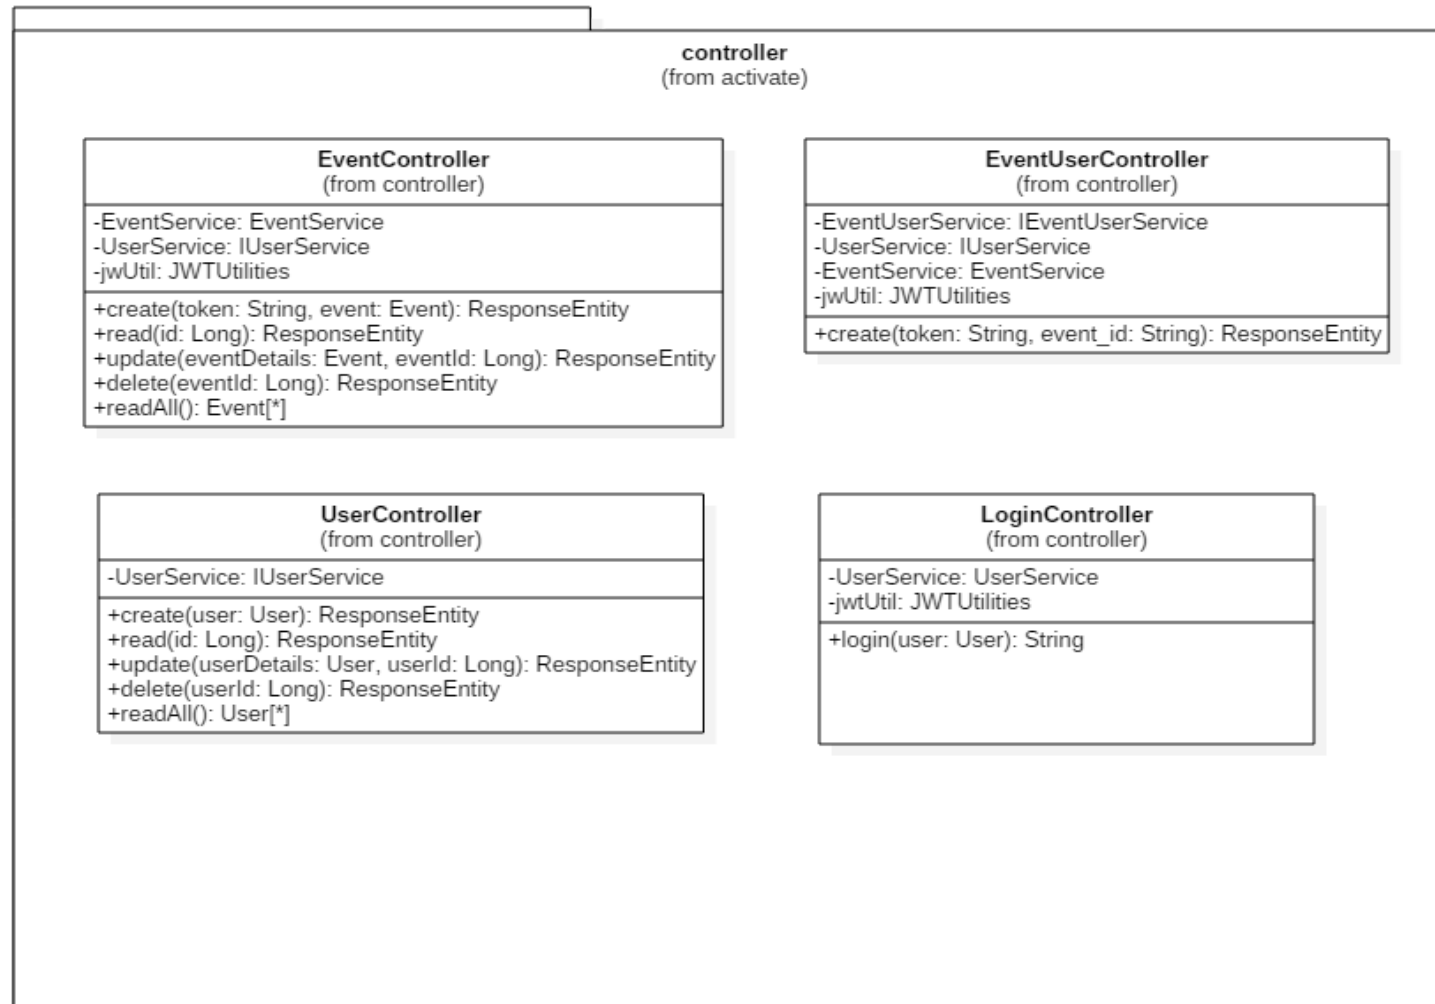 controller
(from activate)
EventController
(from controller)
-EventService: EventService
-UserService: IUserService
-jwUtil: JWTUtilities
+create(token: String, event: Event): ResponseEntity
+read(id: Long): ResponseEntity
+update(eventDetails: Event, eventId: Long): ResponseEntity
+delete(eventId: Long): ResponseEntity
+readAll(): Event[*]
EventUserController
(from controller)
-EventUserService: IEventUserService
-UserService: IUserService
-EventService: EventService
-jwUtil: JWTUtilities
+create(token: String, event_id: String): ResponseEntity
UserController
(from controller)
-UserService: IUserService
+create(user: User): ResponseEntity
+read(id: Long): ResponseEntity
+update(userDetails: User, userId: Long): ResponseEntity
+delete(userId: Long): ResponseEntity
+readAll(): User[*]
LoginController
(from controller)
-UserService: UserService
-jwtUtil: JWTUtilities
+login(user: User): String